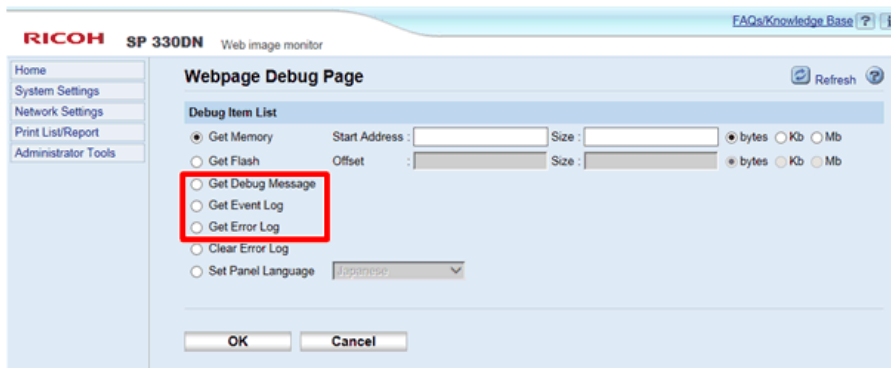 FAQs/Knowledge Base ?
RICOH SP 330DN Web image monitor
Home
System Settings
Network Settings
Print List/Report
Administrator Tools
Webpage Debug Page
Refresh ?
Debug Item List
Get Memory Start Address : Size : bytes Kb Mb
Get Flash Offset : Size : bytes Kb Mb
Get Debug Message
Get Event Log
Get Error Log
Clear Error Log
Set Panel Language Japanese
OK Cancel